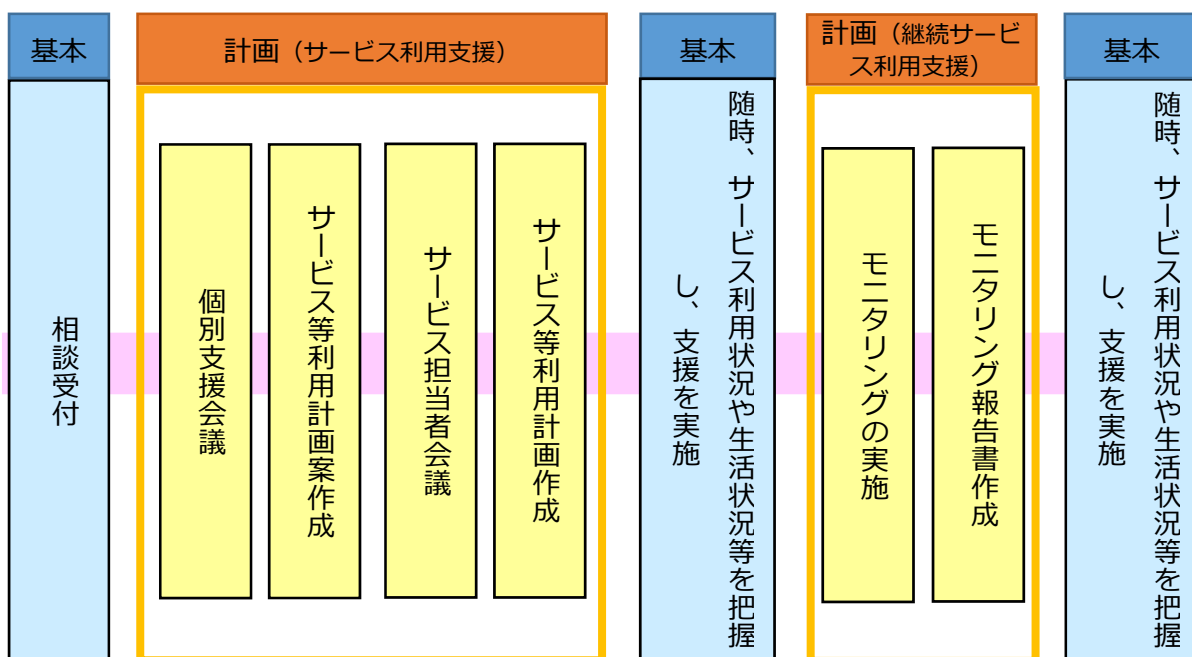 基本
相談受付
計画（サービス利用支援）
個別支援会議
サービス等利用計画案作成
サービス担当者会議
サービス等利用計画作成
基本
随時、サービス利用状況や生活状況等を把握
し、支援を実施
計画（継続サービ
ス利用支援）
モニタリングの実施
モニタリング報告書作成
基本
随時、サービス利用状況や生活状況等を把握
し、支援を実施